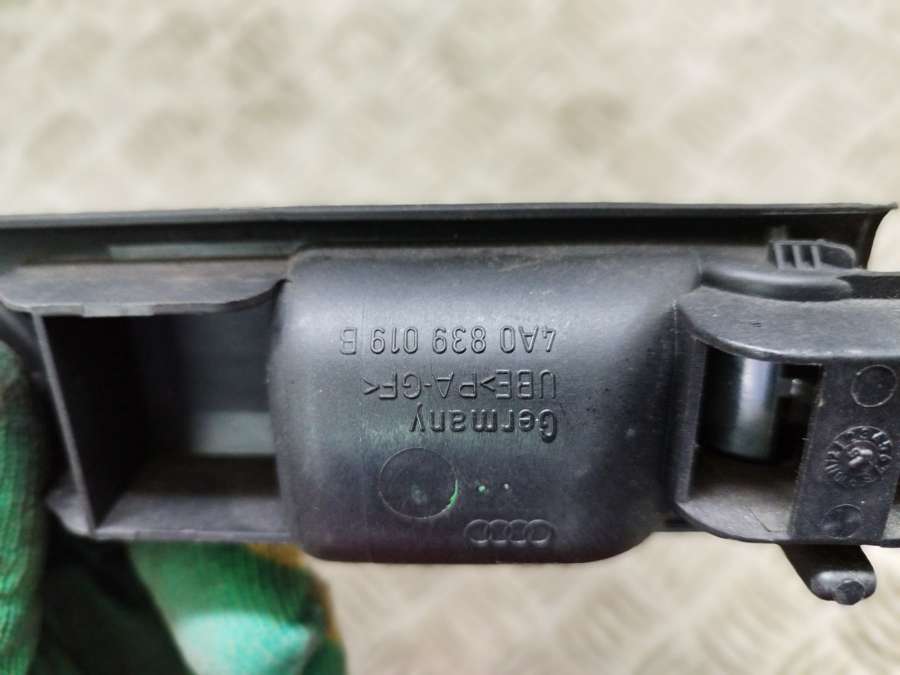 Germany
UBE>PA-GF<
4A0 839 019 B